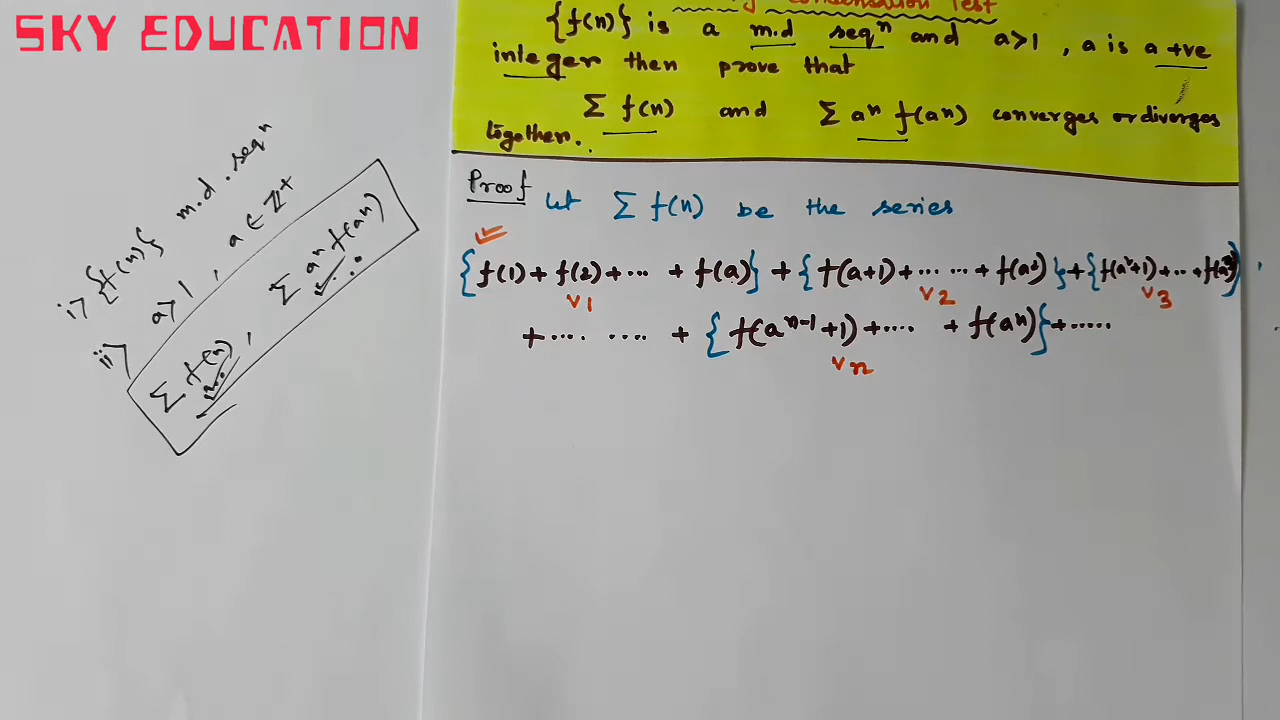 SKY EDUCATION
Condensation Test
{f(n)} is a m.d seqⁿ and a>1 , a is a +ve
integer then prove that
Σ f(n) and Σ aⁿ f(aⁿ) converges or diverges
together.
i> {f(n)} m.d. seqⁿ
ii> a>1 , a ∈ ℤ+
Σ f(n) , Σ aⁿ f(aⁿ)
Proof Let Σ f(n) be the series
{f(1) + f(2) + ... + f(a)} + {f(a+1) + ... ... + f(a²)} + {f(a²+1) + .. + f(a³)}
v1 v2 v3
+ .... .... + {f(aⁿ⁻¹+1) + .... + f(aⁿ)} + .....
vn